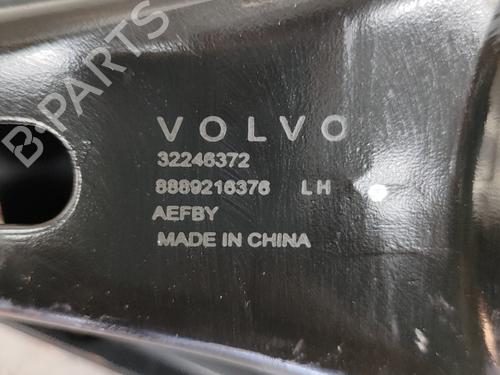 B-PARTS
VOLVO
32246372
8889216376 LH
AEFBY
MADE IN CHINA